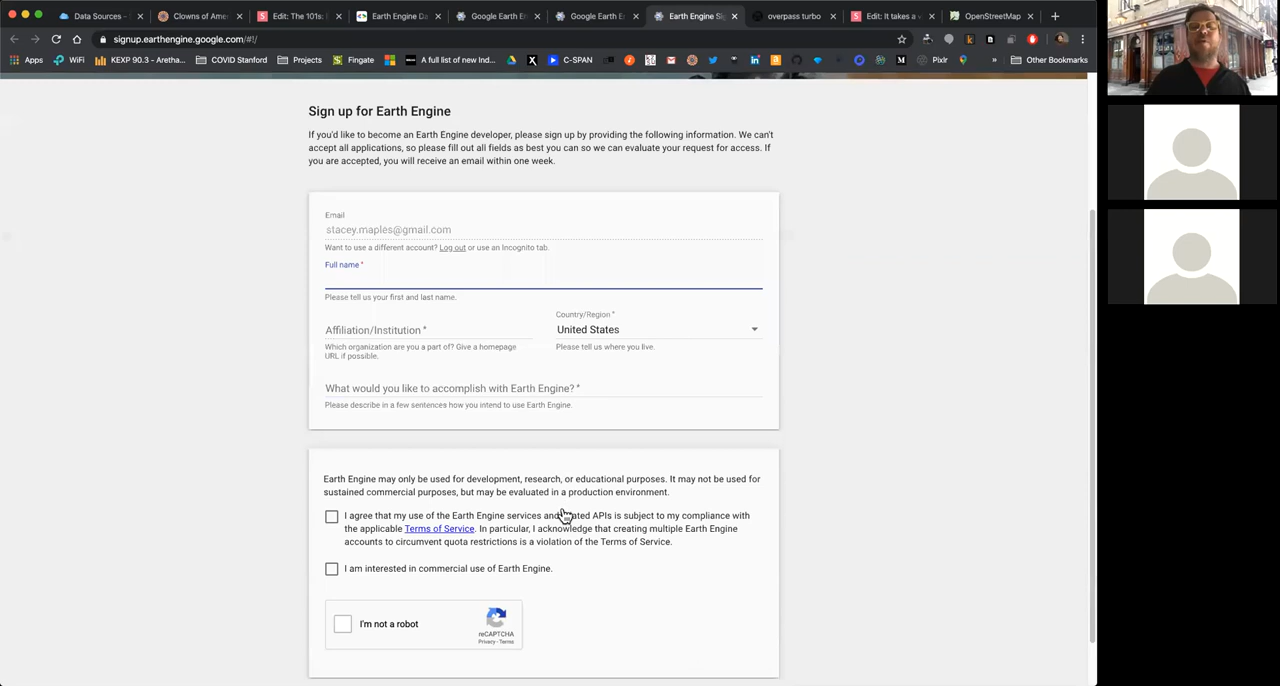 Data Sources -
Clowns of Ame
Edit: The 101s: E
Earth Engine Da
Google Earth En
Google Earth E
Earth Engine Sig
overpass turbo
Edit: It takes a v
OpenStreetMap
signup.earthengine.google.com/#!/
Apps
WiFi
KEXP 90.3 - Aretha...
COVID Stanford
Projects
Fingate
A full list of new Ind...
C-SPAN
Pixlr
»
Other Bookmarks
Sign up for Earth Engine
If you'd like to become an Earth Engine developer, please sign up by providing the following information. We can't
accept all applications, so please fill out all fields as best you can so we can evaluate your request for access. If
you are accepted, you will receive an email within one week.
Email
stacey.maples@gmail.com
Want to use a different account? Log out or use an Incognito tab.
Full name *
Please tell us your first and last name.
Country/Region *
Affiliation/Institution *
United States
Which organization are you a part of? Give a homepage
URL if possible.
Please tell us where you live.
What would you like to accomplish with Earth Engine? *
Please describe in a few sentences how you intend to use Earth Engine.
Earth Engine may only be used for development, research, or educational purposes. It may not be used for
sustained commercial purposes, but may be evaluated in a production environment.
I agree that my use of the Earth Engine services and ated APIs is subject to my compliance with
the applicable Terms of Service. In particular, I acknowledge that creating multiple Earth Engine
accounts to circumvent quota restrictions is a violation of the Terms of Service.
I am interested in commercial use of Earth Engine.
I'm not a robot
reCAPTCHA
Privacy - Terms